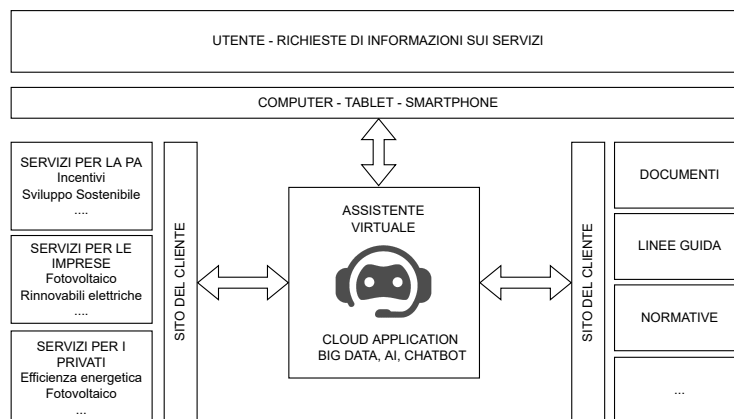 UTENTE - RICHIESTE DI INFORMAZIONI SUI SERVIZI
COMPUTER - TABLET - SMARTPHONE
SERVIZI PER LA PA
Incentivi
Sviluppo Sostenibile
....
SERVIZI PER LE
IMPRESE
Fotovoltaico
Rinnovabili elettriche
....
SERVIZI PER I
PRIVATI
Efficienza energetica
Fotovoltaico
...
SITO DEL CLIENTE
ASSISTENTE
VIRTUALE
CLOUD APPLICATION
BIG DATA, AI, CHATBOT
SITO DEL CLIENTE
DOCUMENTI
LINEE GUIDA
NORMATIVE
...